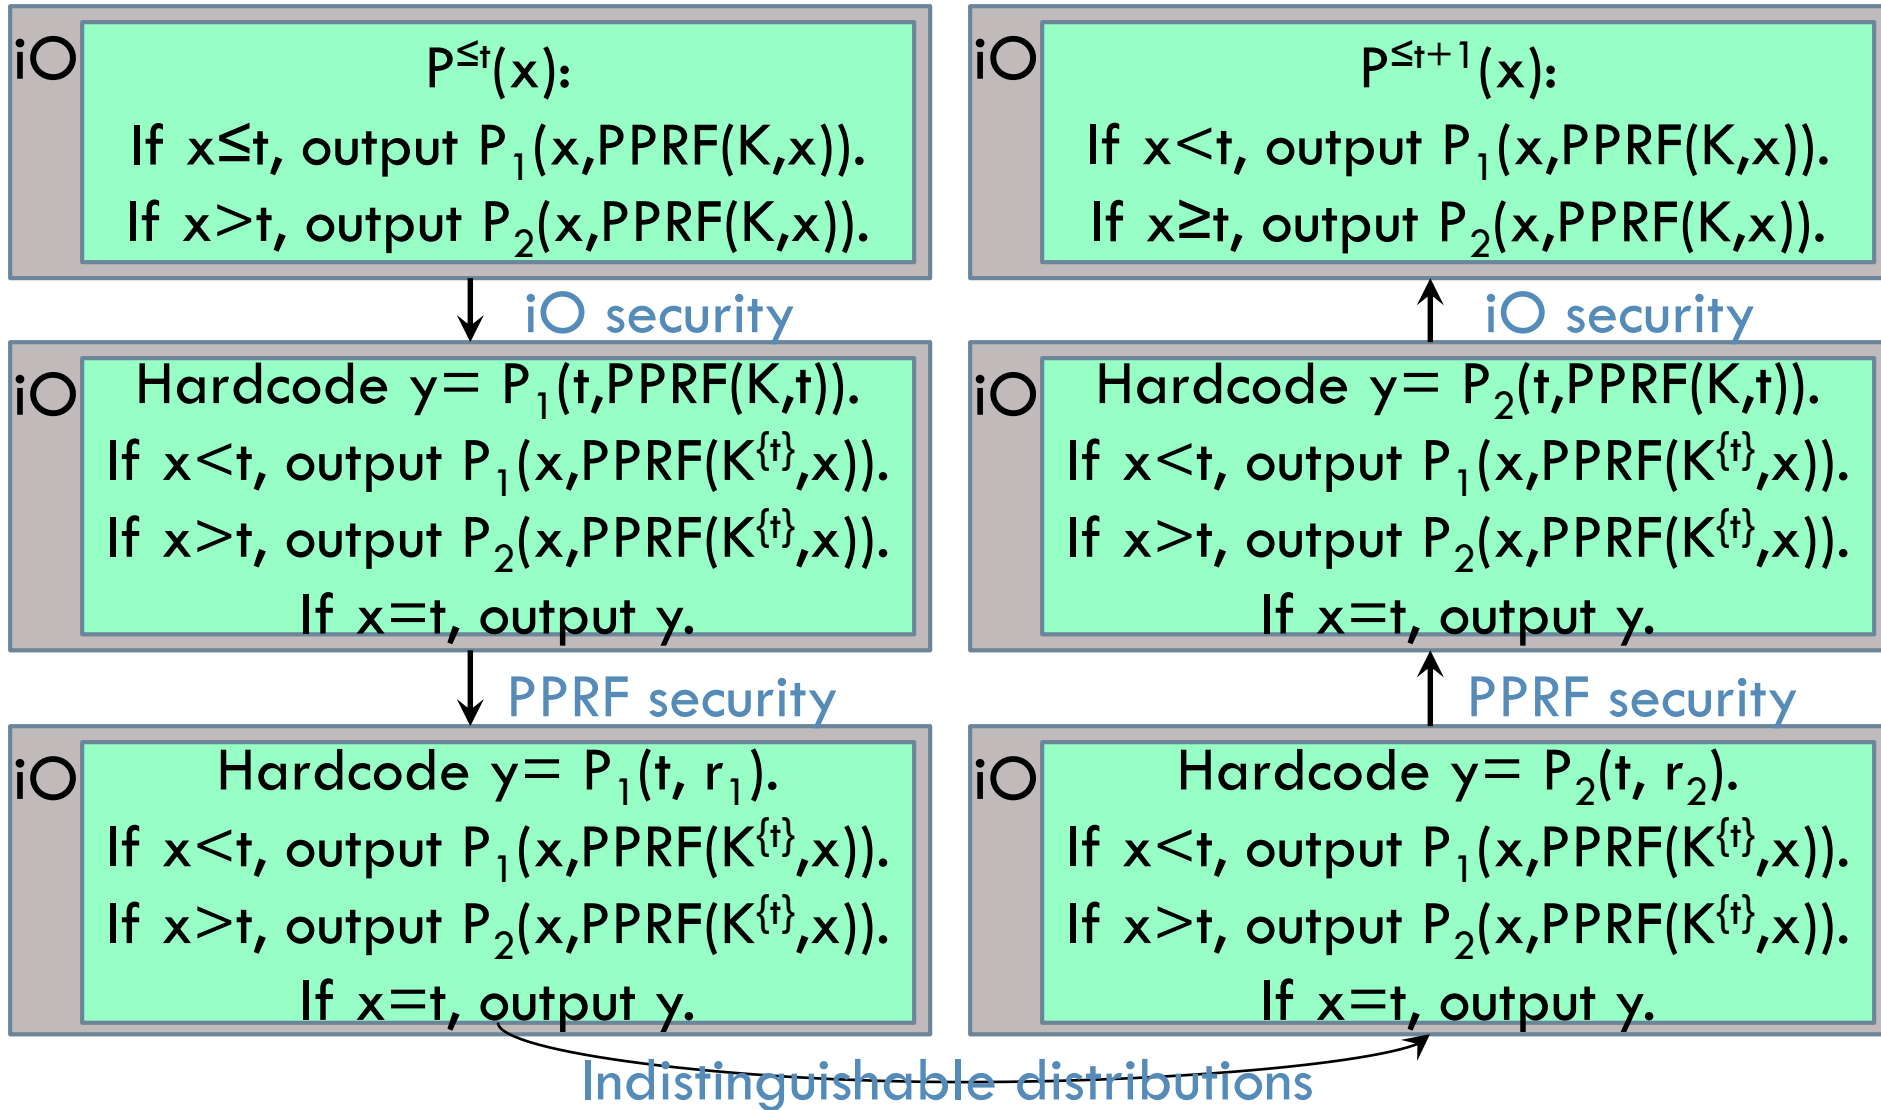 iO
P≤t(x):
If x≤t, output P1(x,PPRF(K,x)).
If x>t, output P2(x,PPRF(K,x)).
iO security
iO
Hardcode y= P1(t,PPRF(K,t)).
If x<t, output P1(x,PPRF(K{t},x)).
If x>t, output P2(x,PPRF(K{t},x)).
If x=t, output y.
PPRF security
iO
Hardcode y= P1(t, r1).
If x<t, output P1(x,PPRF(K{t},x)).
If x>t, output P2(x,PPRF(K{t},x)).
If x=t, output y.
iO
P≤t+1(x):
If x<t, output P1(x,PPRF(K,x)).
If x≥t, output P2(x,PPRF(K,x)).
iO security
iO
Hardcode y= P2(t,PPRF(K,t)).
If x<t, output P1(x,PPRF(K{t},x)).
If x>t, output P2(x,PPRF(K{t},x)).
If x=t, output y.
PPRF security
iO
Hardcode y= P2(t, r2).
If x<t, output P1(x,PPRF(K{t},x)).
If x>t, output P2(x,PPRF(K{t},x)).
If x=t, output y.
Indistinguishable distributions